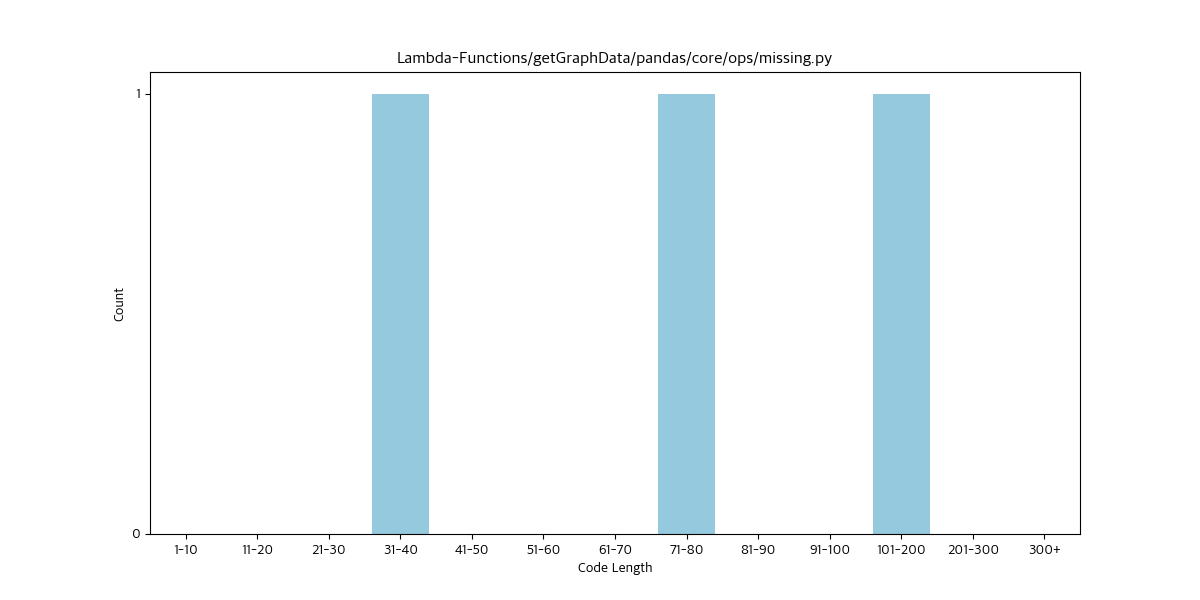 Lambda-Functions/getGraphData/pandas/core/ops/missing.py
1
Count
0
1-10 11-20 21-30 31-40 41-50 51-60 61-70 71-80 81-90 91-100 101-200 201-300 300+
Code Length